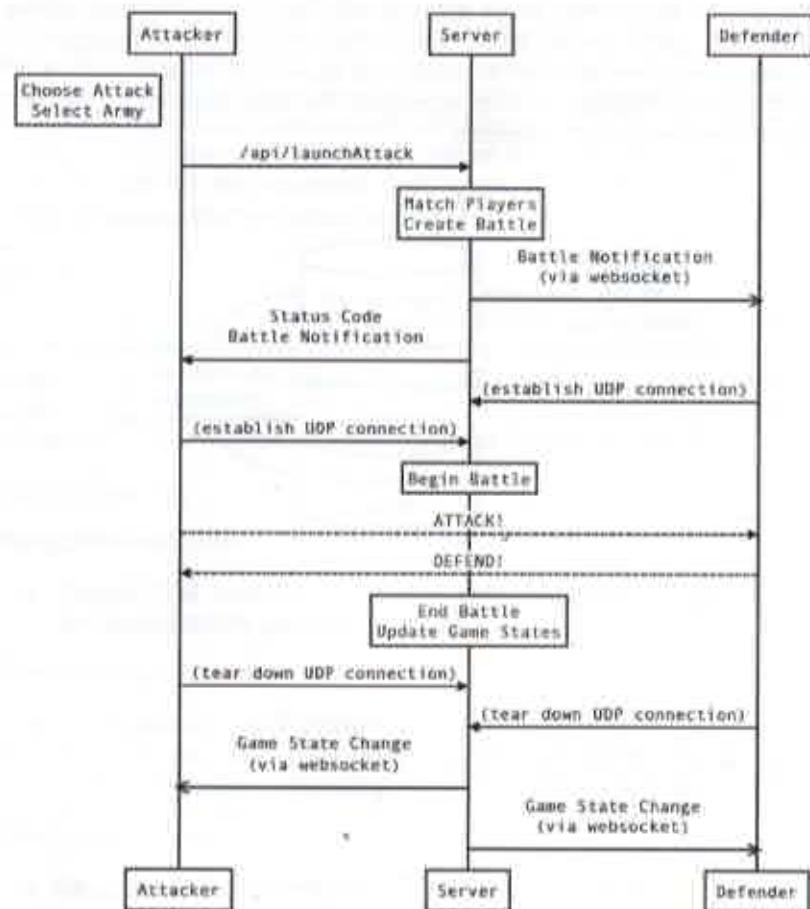 Attacker
Server
Defender
Choose Attack
Select Army
/api/launchAttack
Match Players
Create Battle
Battle Notification
(via websocket)
Status Code
Battle Notification
(establish UDP connection)
(establish UDP connection)
Begin Battle
ATTACK!
DEFEND!
End Battle
Update Game States
(tear down UDP connection)
(tear down UDP connection)
Game State Change
(via websocket)
Game State Change
(via websocket)
Attacker
Server
Defender